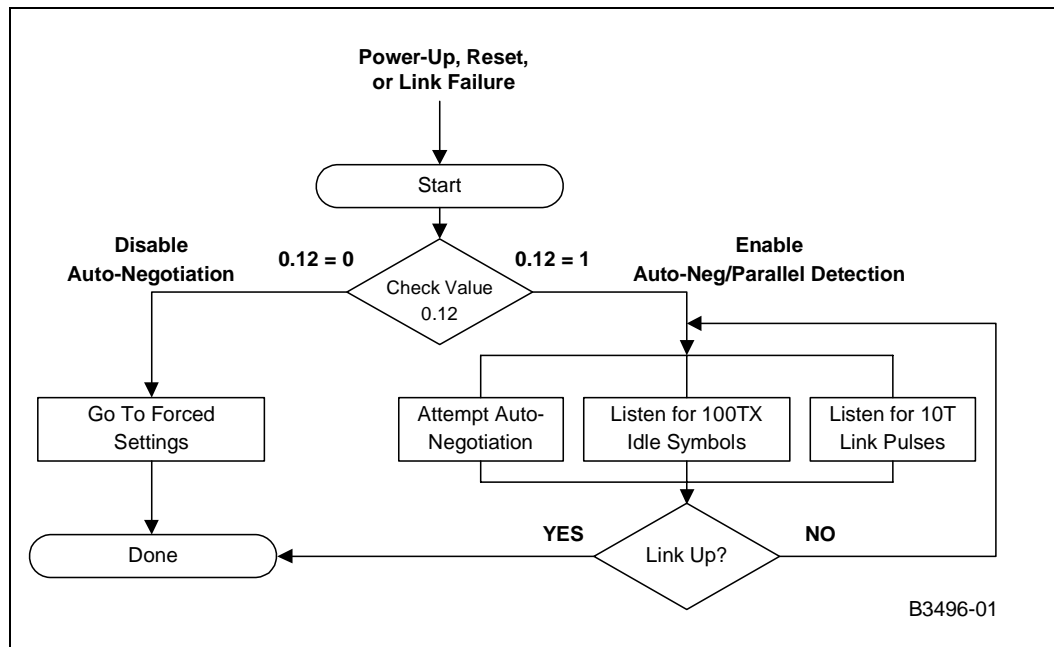 Power-Up, Reset,
or Link Failure
Start
Disable
Auto-Negotiation
0.12 = 0
0.12 = 1
Enable
Auto-Neg/Parallel Detection
Check Value
0.12
Go To Forced
Settings
Attempt Auto-
Negotiation
Listen for 100TX
Idle Symbols
Listen for 10T
Link Pulses
Done
YES
Link Up?
NO
B3496-01